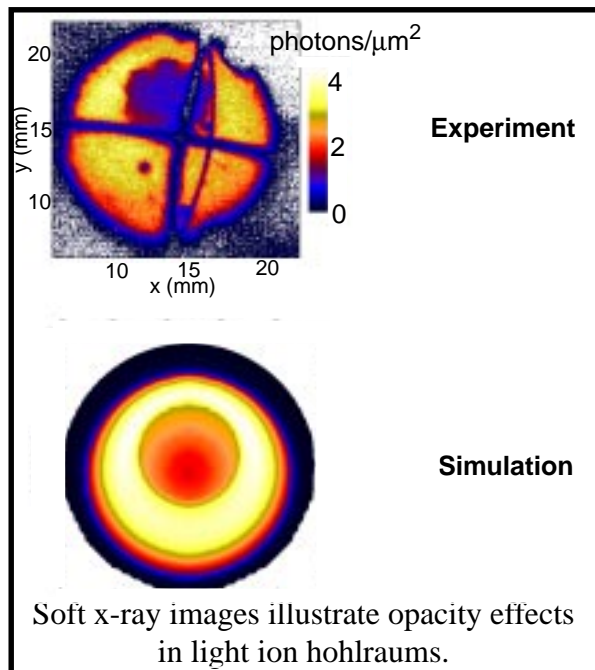 photons/μm²
20
15
10
y (mm)
4
2
0
Experiment
10 15 20
x (mm)
Simulation
Soft x-ray images illustrate opacity effects
in light ion hohlraums.